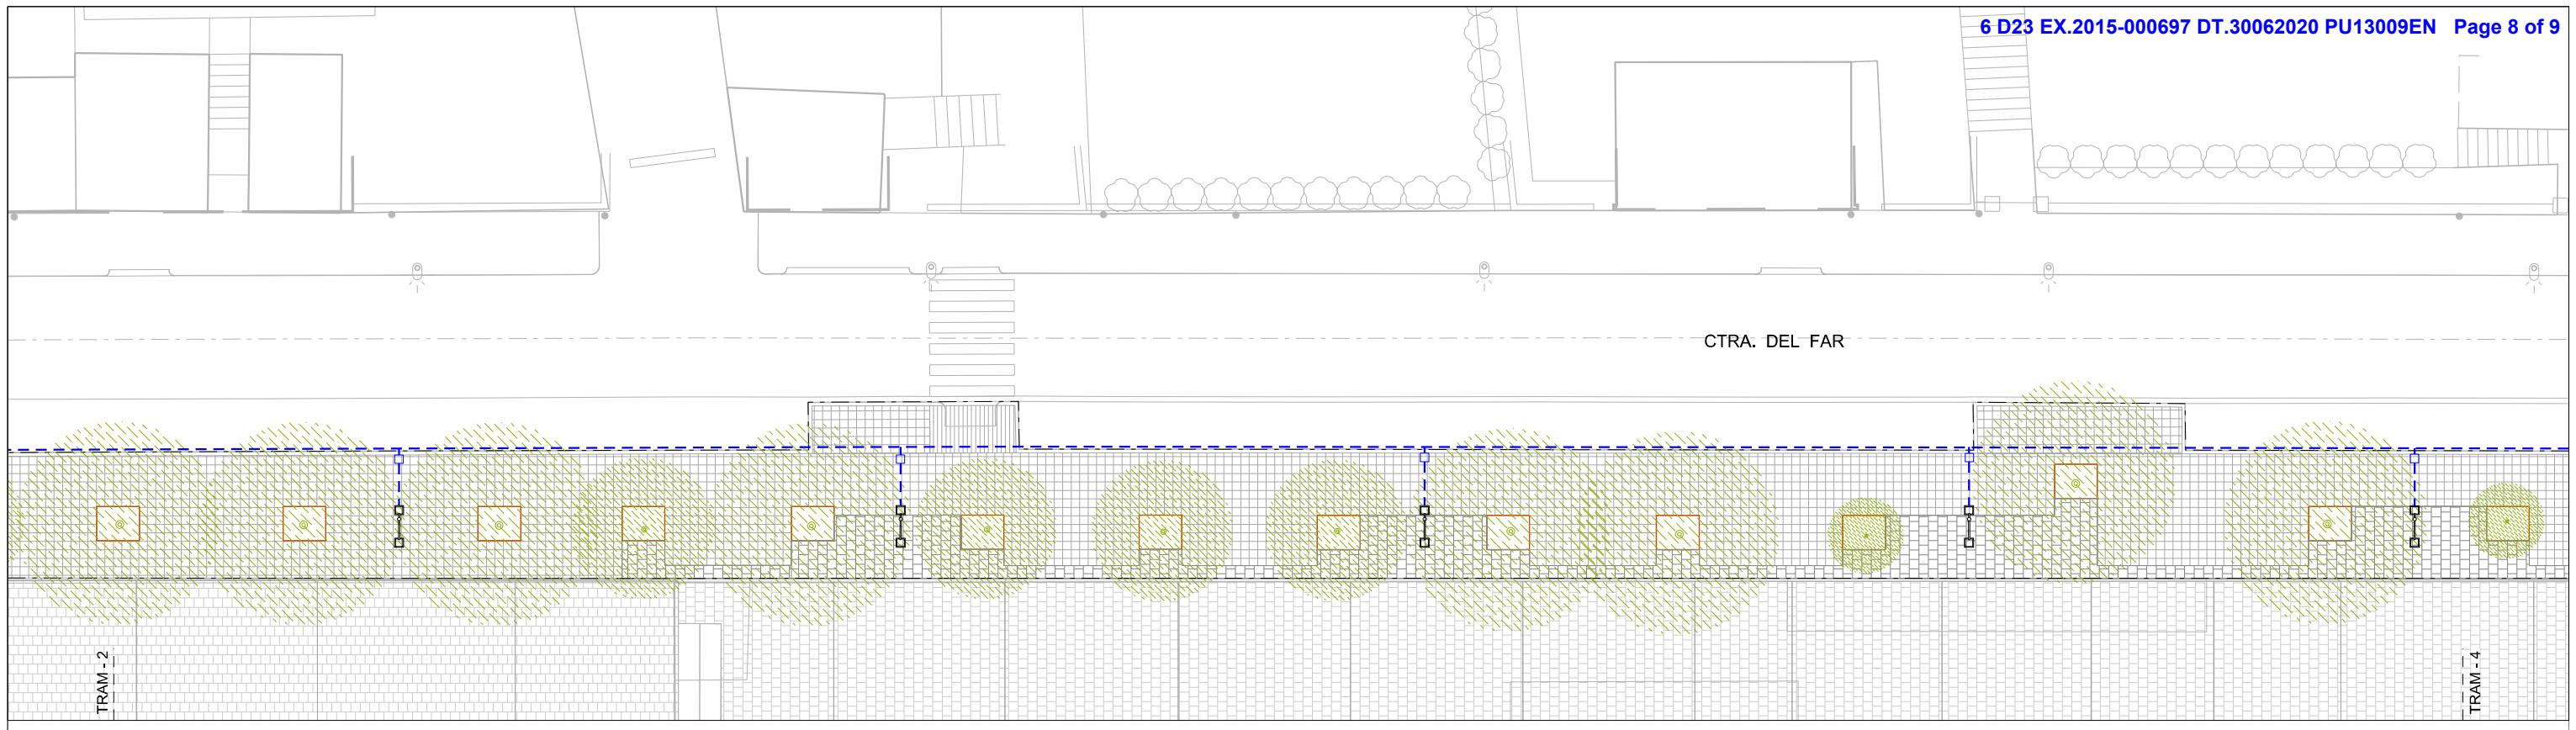 6 D23 EX.2015-000697 DT.30062020 PU13009EN Page 8 of 9
CTRA. DEL FAR
TRAM - 2
TRAM - 4